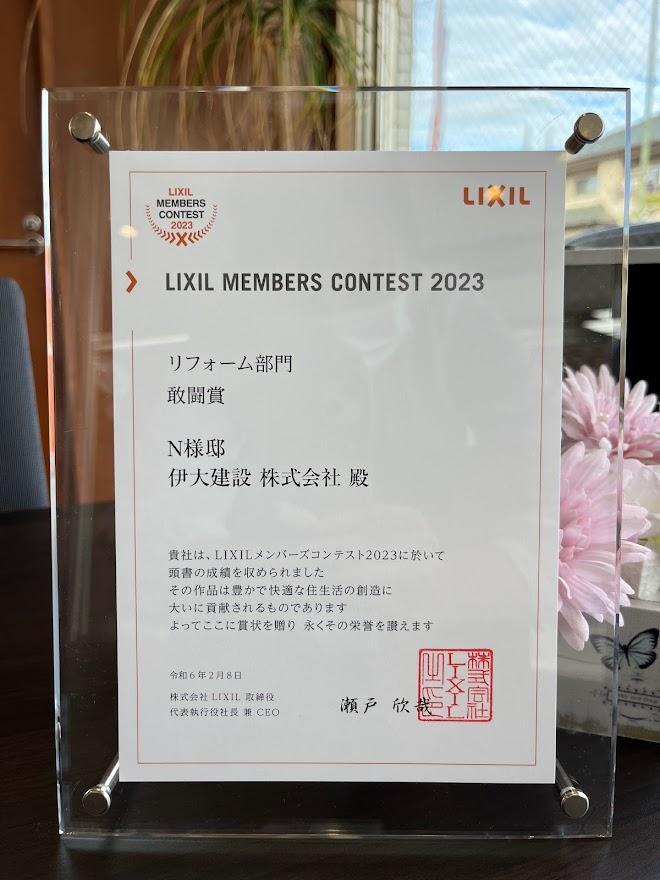 LIXIL
MEMBERS
CONTEST
2023
LIXIL
LIXIL MEMBERS CONTEST 2023
リフォーム部門
敢闘賞
N様邸
伊大建設 株式会社 殿
貴社は、LIXILメンバーズコンテスト2023に於いて
頭書の成績を収められました
その作品は豊かで快適な住生活の創造に
大いに貢献されるものであります
よってここに賞状を贈り 永くその栄誉を讃えます
令和6年2月8日
株式会社 LIXIL 取締役
代表執行役社長 兼 CEO
瀬戸 欣哉
株式会社
LIXIL
之印